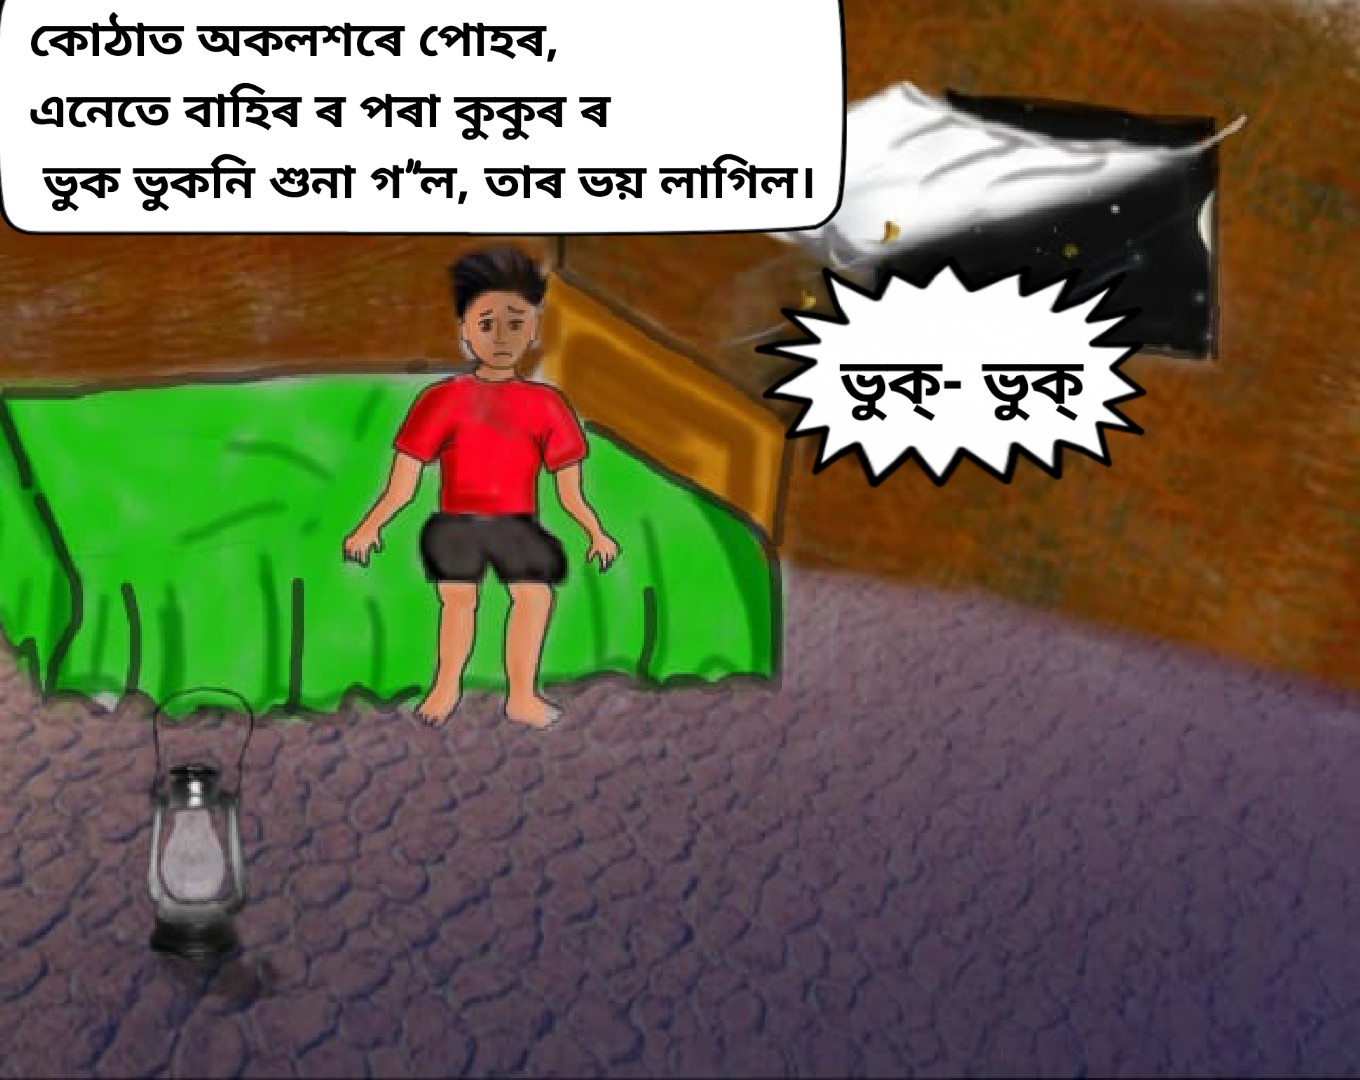 কোঠাত অকলশৰে পোহৰ,
এনেতে বাহিৰ ৰ পৰা কুকুৰ ৰ
ভুক ভুকনি শুনা গ"ল, তাৰ ভয় লাগিল।
ভুক্- ভুক্